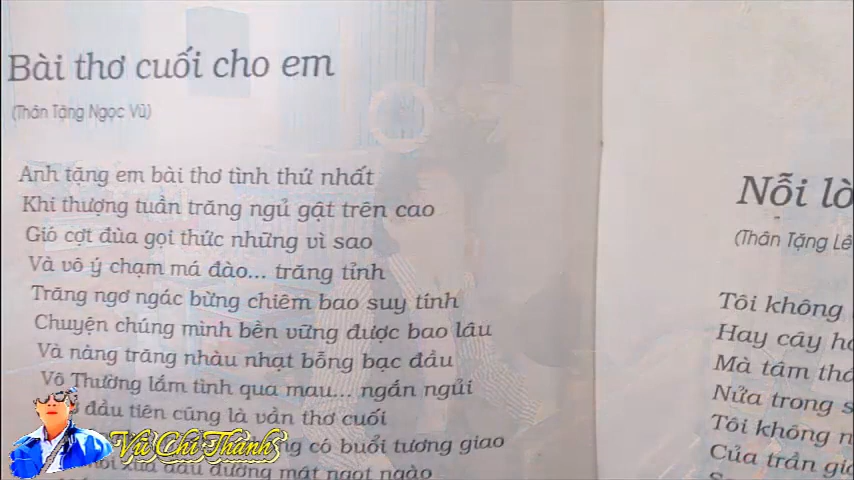 Bài thơ cuối cho em
(Thân Tặng Ngọc Vũ)
Anh tặng em bài thơ tình thứ nhất
Khi thượng tuần trăng ngủ gật trên cao
Gió cợt đùa gọi thức những vì sao
Và vô ý chạm má đào... trăng tỉnh
Trăng ngơ ngác bừng chiêm bao suy tính
Chuyện chúng mình bền vững được bao lâu
Và nàng trăng nhàu nhạt bỗng bạc đầu
Vô Thường lắm tình qua mau... ngắn ngủi
đầu tiên cũng là vần thơ cuối
có buổi tương giao
đường mật ngọt ngào
Vũ Chí Thành
Nỗi
(Thân Tặng Lê
Tôi không
Hay cây
Mà tâm
Nửa trong
Tôi không
Của trần